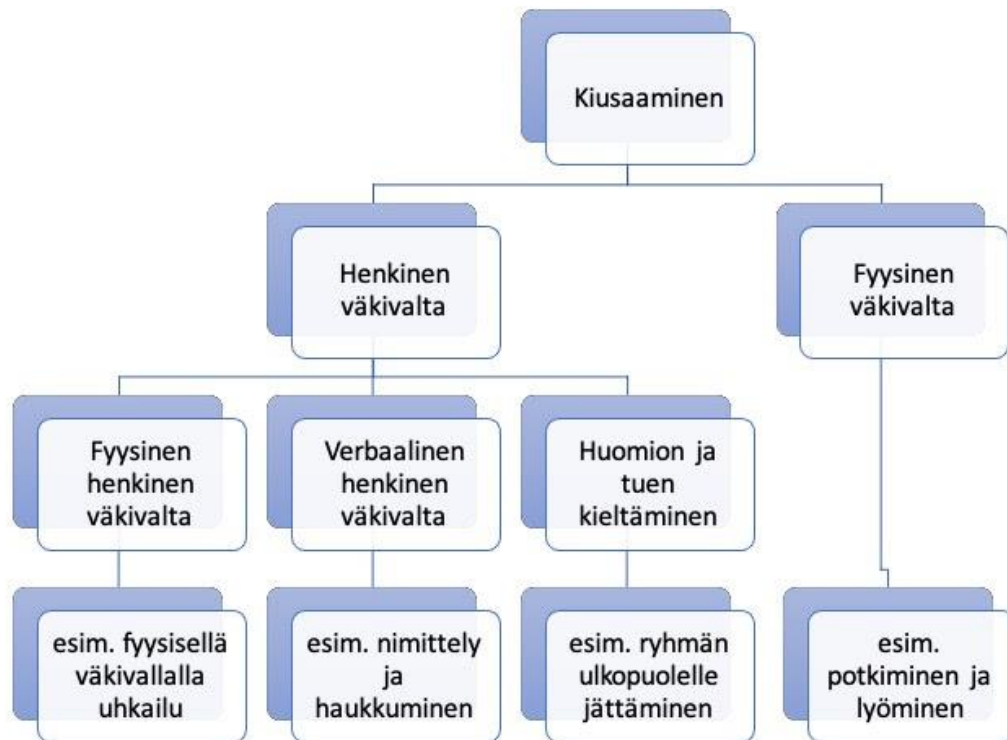 Kiusaaminen
Henkinen
väkivalta
Fyysinen
väkivalta
Fyysinen
henkinen
väkivalta
Verbaalinen
henkinen
väkivalta
Huomion ja
tuen
kieltäminen
esim. fyysisellä
väkivallalla
uhkailu
esim. nimittely
ja
haukkuminen
esim. ryhmän
ulkopuolelle
jättäminen
esim.
potkiminen ja
lyöminen